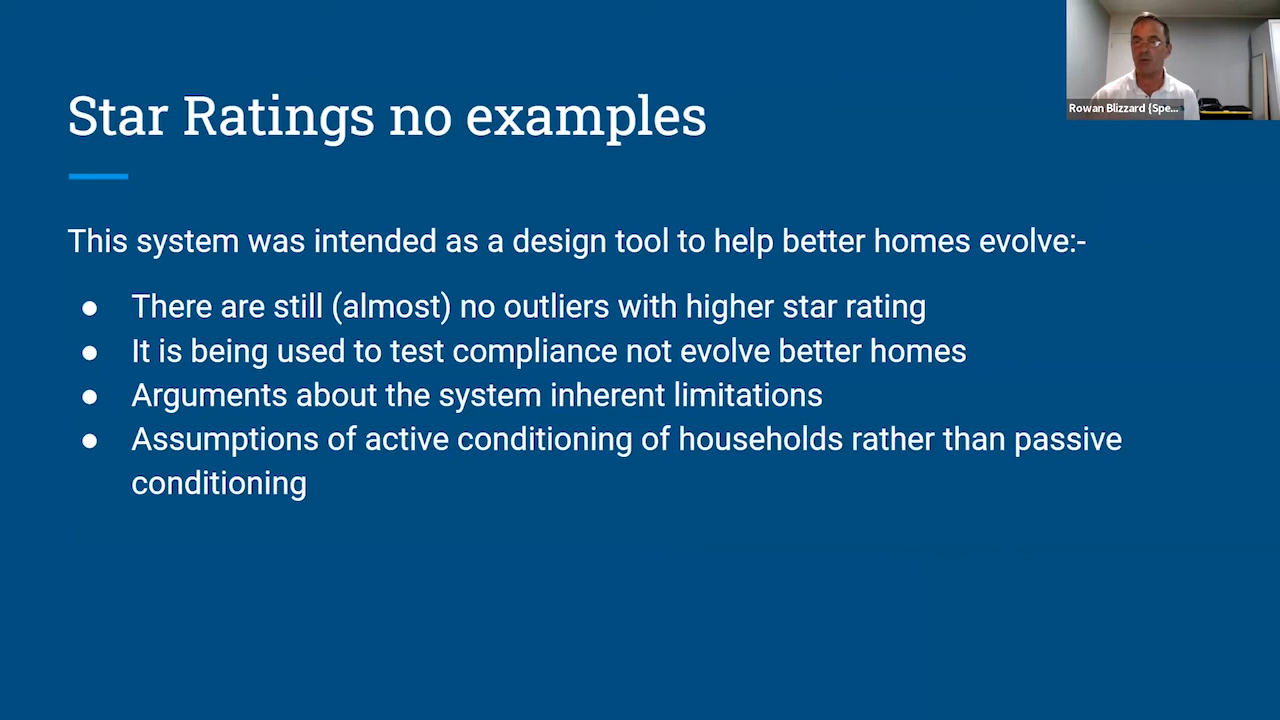 Star Ratings no examples
Rowan Blizzard {Spe...
This system was intended as a design tool to help better homes evolve:-
● There are still (almost) no outliers with higher star rating
● It is being used to test compliance not evolve better homes
● Arguments about the system inherent limitations
● Assumptions of active conditioning of households rather than passive
conditioning